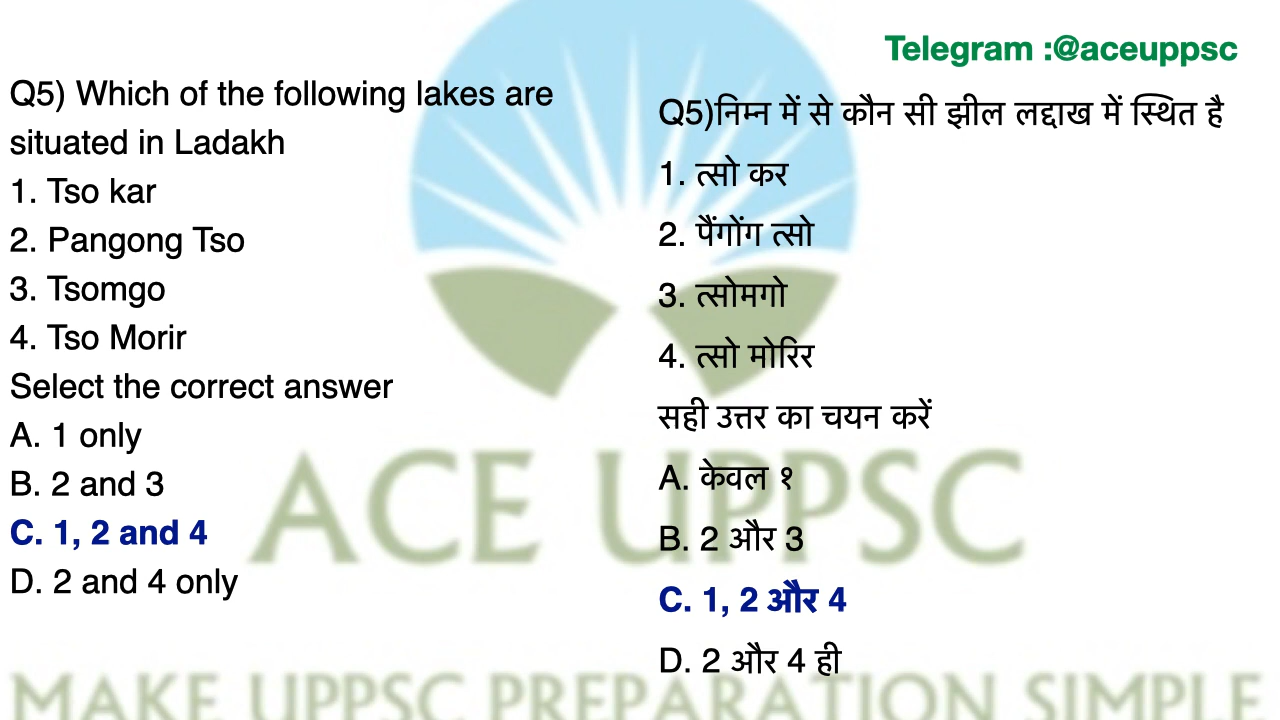 Telegram :@aceuppsc
Q5) Which of the following lakes are
situated in Ladakh
1. Tso kar
2. Pangong Tso
3. Tsomgo
4. Tso Morir
Select the correct answer
A. 1 only
B. 2 and 3
C. 1, 2 and 4
D. 2 and 4 only
Q5)निम्न में से कौन सी झील लद्दाख में स्थित है
1. त्सो कर
2. पैंगोंग त्सो
3. त्सोमगो
4. त्सो मोरिर
सही उत्तर का चयन करें
A. केवल १
B. 2 और 3
C. 1, 2 और 4
D. 2 और 4 ही
ACE UPPSC
MAKE UPPSC PREPARATION SIMPLE